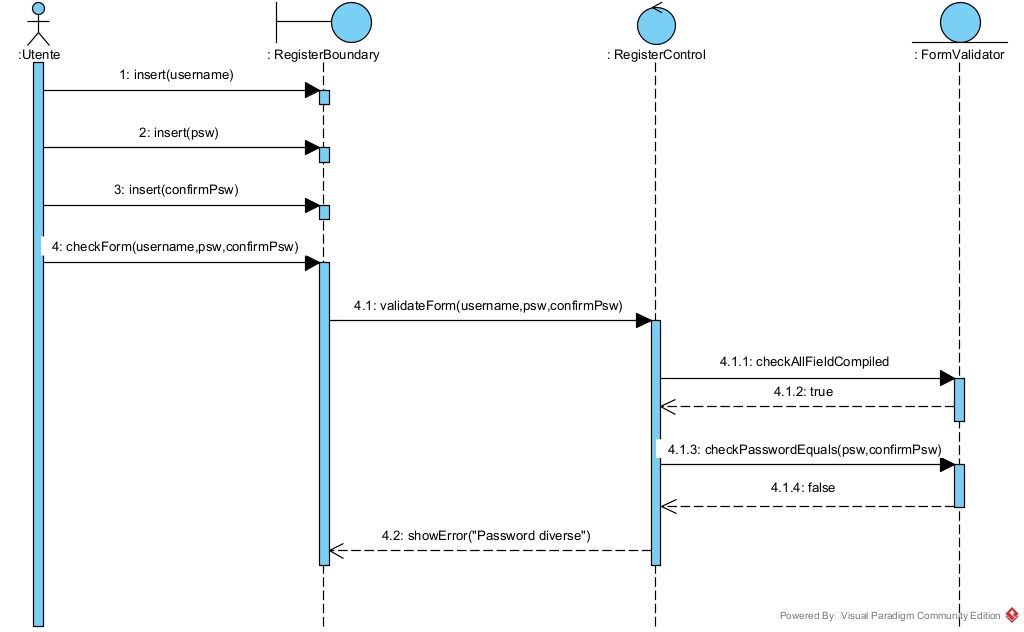 :Utente
: RegisterBoundary
: RegisterControl
: FormValidator
1: insert(username)
2: insert(psw)
3: insert(confirmPsw)
4: checkForm(username,psw,confirmPsw)
4.1: validateForm(username,psw,confirmPsw)
4.1.1: checkAllFieldCompiled
4.1.2: true
4.1.3: checkPasswordEquals(psw,confirmPsw)
4.1.4: false
4.2: showError("Password diverse")
Powered By Visual Paradigm Community Edition